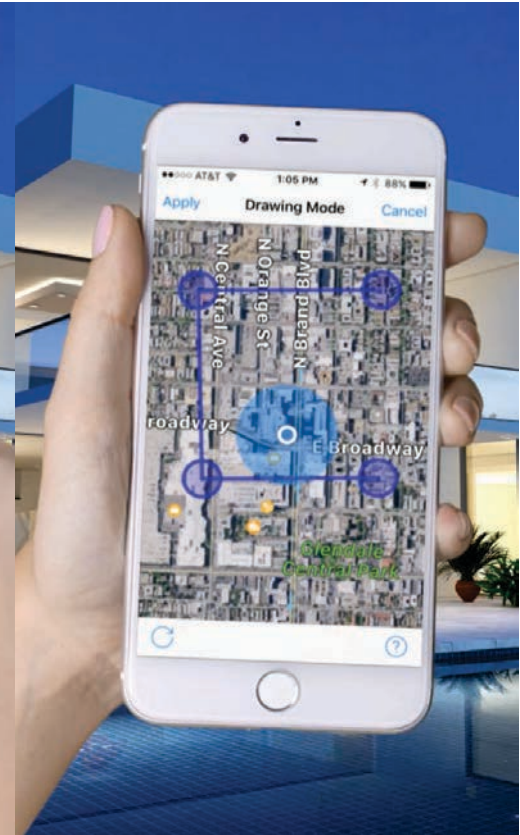 AT&T 1:05 PM 88%
Apply Drawing Mode Cancel
N Central Ave
N Orange St
N Brand Blvd
roadway
E Broadway
Glendale
Central Park
?